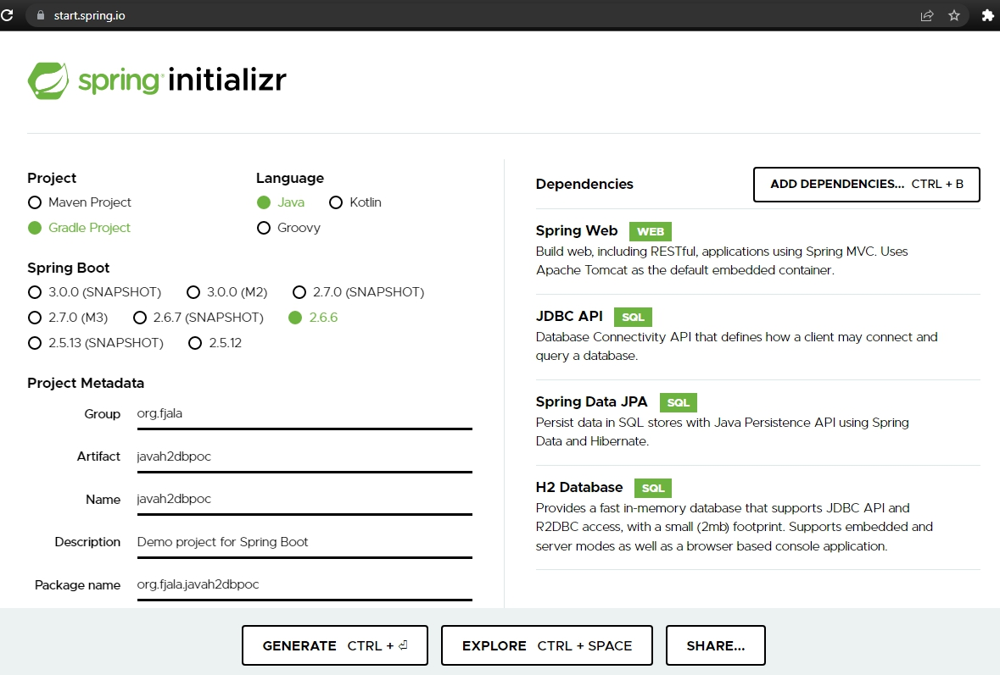 start.spring.io
spring initializr
Project
Maven Project
Gradle Project
Language
Java Kotlin
Groovy
Spring Boot
3.0.0 (SNAPSHOT) 3.0.0 (M2) 2.7.0 (SNAPSHOT)
2.7.0 (M3) 2.6.7 (SNAPSHOT) 2.6.6
2.5.13 (SNAPSHOT) 2.5.12
Project Metadata
Group org.fjala
Artifact javah2dbpoc
Name javah2dbpoc
Description Demo project for Spring Boot
Package name org.fjala.javah2dbpoc
Dependencies
ADD DEPENDENCIES... CTRL + B
Spring Web WEB
Build web, including RESTful, applications using Spring MVC. Uses
Apache Tomcat as the default embedded container.
JDBC API SQL
Database Connectivity API that defines how a client may connect and
query a database.
Spring Data JPA SQL
Persist data in SQL stores with Java Persistence API using Spring
Data and Hibernate.
H2 Database SQL
Provides a fast in-memory database that supports JDBC API and
R2DBC access, with a small (2mb) footprint. Supports embedded and
server modes as well as a browser based console application.
GENERATE CTRL + ⏎
EXPLORE CTRL + SPACE
SHARE...